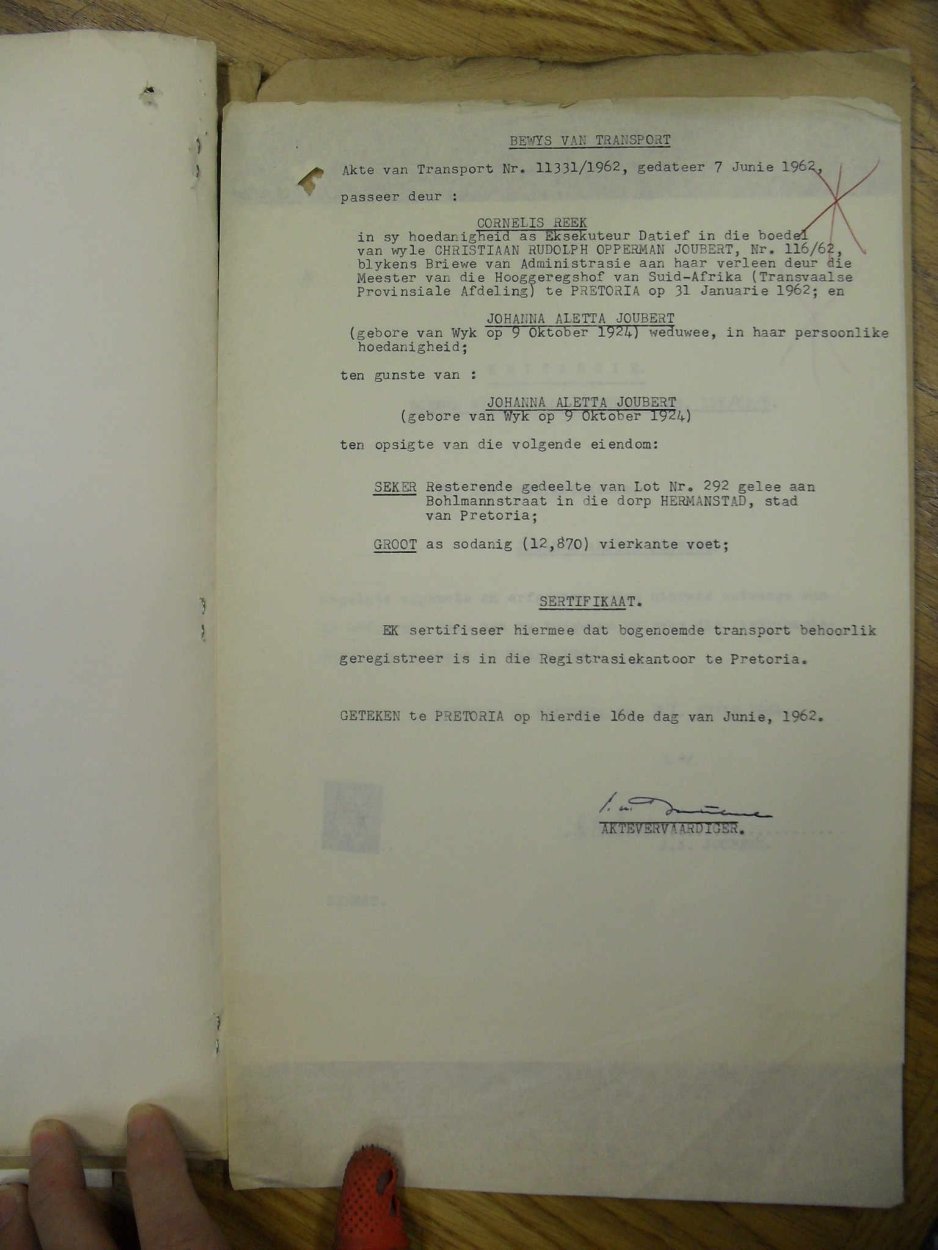 BEWYS VAN TRANSPORT
Akte van Transport Nr. 11331/1962, gedateer 7 Junie 1962,
passeer deur :
CORNELIS REEK
in sy hoedanigheid as Eksekuteur Datief in die boedel
van wyle CHRISTIAAN RUDOLPH OPPERMAN JOUBERT, Nr. 116/62,
blykens Briewe van Administrasie aan haar verleen deur die
Meester van die Hooggeregshof van Suid-Afrika (Transvaalse
Provinsiale Afdeling) te PRETORIA op 31 Januarie 1962; en
JOHANNA ALETTA JOUBERT
(gebore van Wyk op 9 Oktober 1924) weduwee, in haar persoonlike
hoedanigheid;
ten gunste van :
JOHANNA ALETTA JOUBERT
(gebore van Wyk op 9 Oktober 1924)
ten opsigte van die volgende eiendom:
SEKER Resterende gedeelte van Lot Nr. 292 gelee aan
Bohlmannstraat in die dorp HERMANSTAD, stad
van Pretoria;
GROOT as sodanig (12,870) vierkante voet;
SERTIFIKAAT.
EK sertifiseer hiermee dat bogenoemde transport behoorlik
geregistreer is in die Registrasiekantoor te Pretoria.
GETEKEN te PRETORIA op hierdie 16de dag van Junie, 1962.
AKTEVERVAARDIGER.